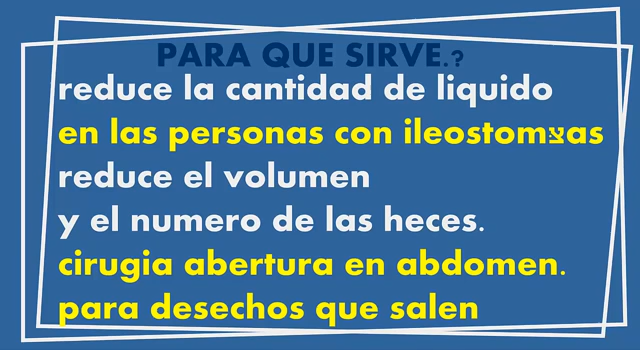 PARA QUE SIRVE.?
reduce la cantidad de liquido
en las personas con ileostomצas
reduce el volumen
y el numero de las heces.
cirugia abertura en abdomen.
para desechos que salen